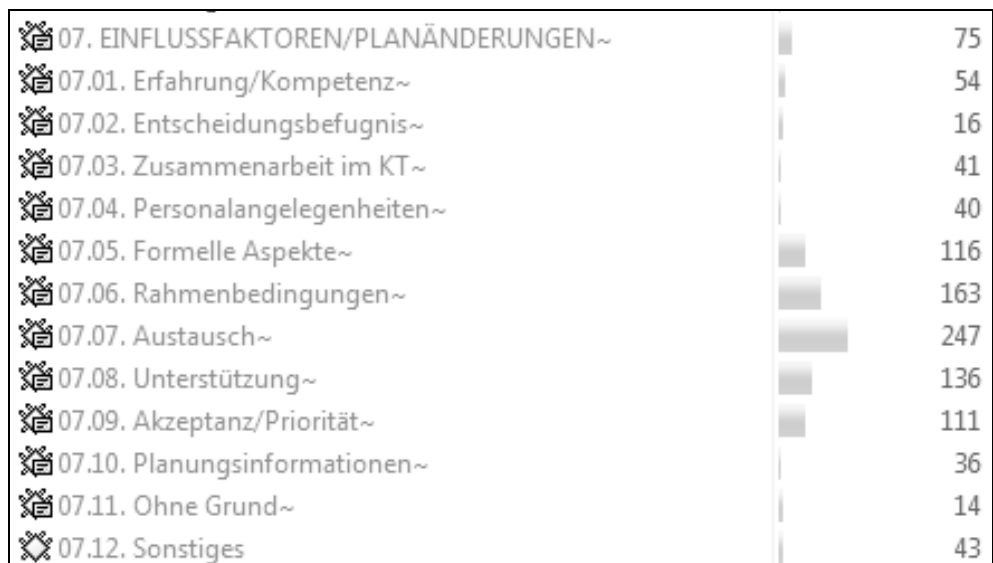 07. EINFLUSSFAKTOREN/PLANÄNDERUNGEN~ 75
07.01. Erfahrung/Kompetenz~ 54
07.02. Entscheidungsbefugnis~ 16
07.03. Zusammenarbeit im KT~ 41
07.04. Personalangelegenheiten~ 40
07.05. Formelle Aspekte~ 116
07.06. Rahmenbedingungen~ 163
07.07. Austausch~ 247
07.08. Unterstützung~ 136
07.09. Akzeptanz/Priorität~ 111
07.10. Planungsinformationen~ 36
07.11. Ohne Grund~ 14
07.12. Sonstiges 43